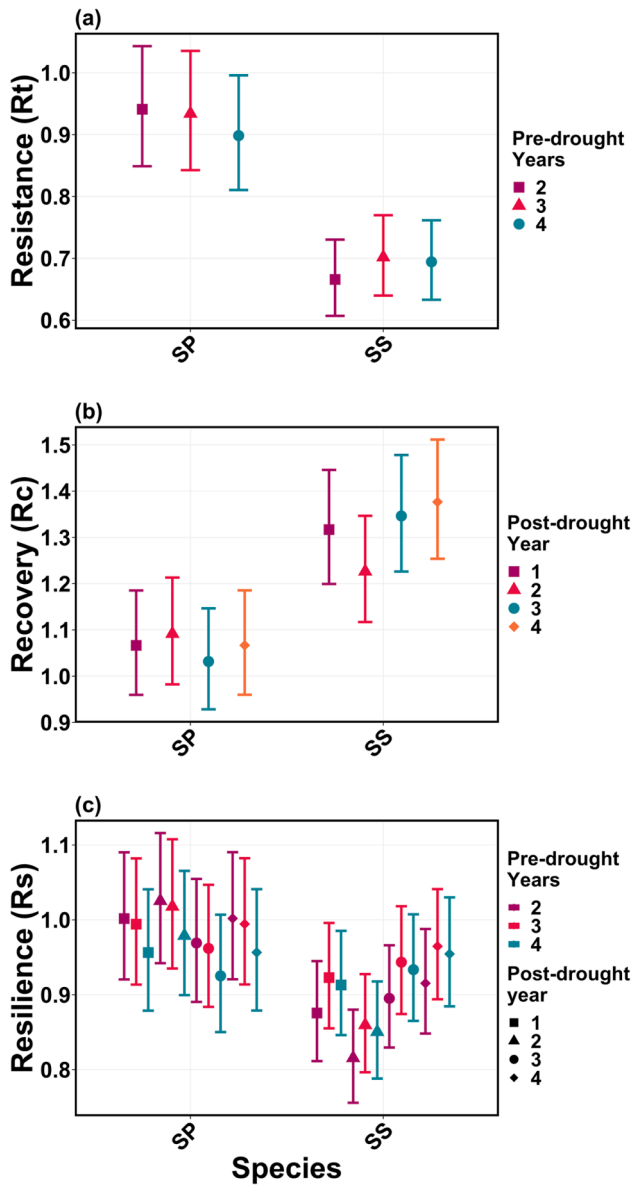 (a)
Resistance (Rt)
1.0
0.9
0.8
0.7
0.6
SP
SS
Pre-drought
Years
2
3
4
(b)
Recovery (Rc)
1.5
1.4
1.3
1.2
1.1
1.0
0.9
SP
SS
Post-drought
Year
1
2
3
4
(c)
Resilience (Rs)
1.1
1.0
0.9
0.8
SP
SS
Species
Pre-drought
Years
2
3
4
Post-drought
year
1
2
3
4